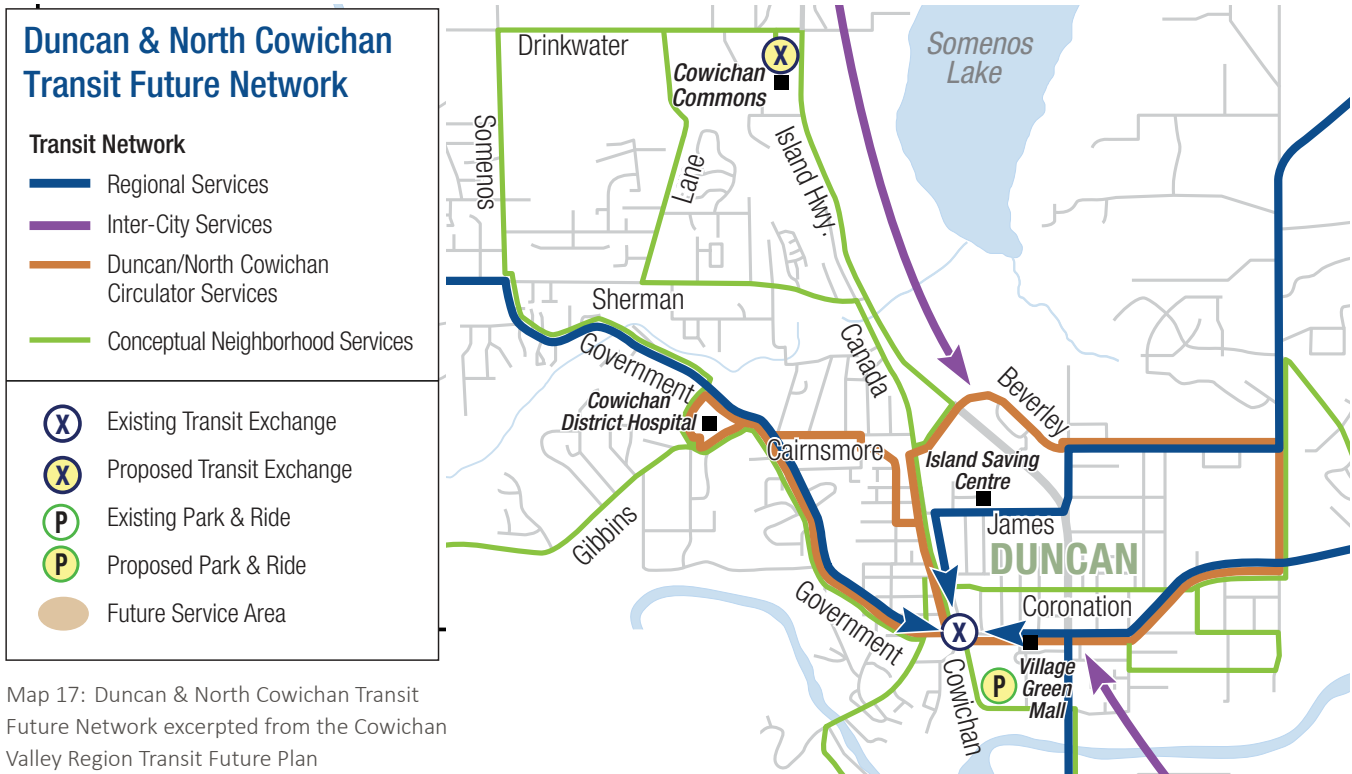 Duncan & North Cowichan
Transit Future Network
Transit Network
Regional Services
Inter-City Services
Duncan/North Cowichan
Circulator Services
Conceptual Neighborhood Services
X
Existing Transit Exchange
X
Proposed Transit Exchange
P
Existing Park & Ride
P
Proposed Park & Ride
Future Service Area
Map 17: Duncan & North Cowichan Transit
Future Network excerpted from the Cowichan
Valley Region Transit Future Plan
Drinkwater
X
Cowichan
Commons
Somenos
Lake
Somenos
Lane
Island Hwy.
Sherman
Government
Canada
Beverley
Cowichan
District Hospital
Cairnsmore
Island Saving
Centre
James
Gibbins
DUNCAN
Government
Coronation
X
Cowichan
P
Village
Green
Mall